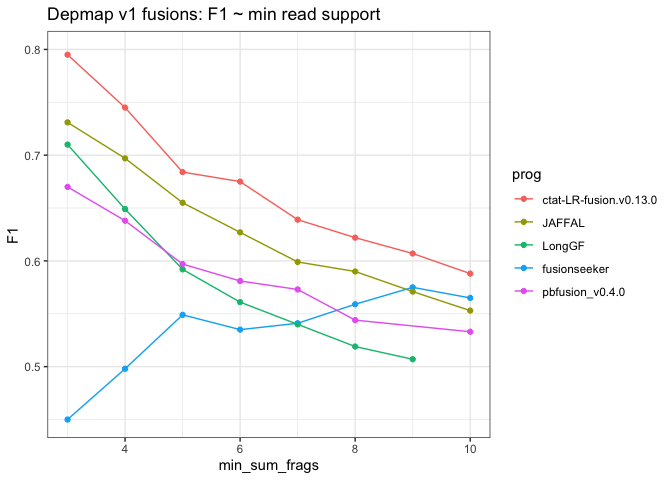 Depmap v1 fusions: F1 ~ min read support
0.8
0.7
0.6
0.5
F1
4
6
8
10
min_sum_frags
prog
ctat-LR-fusion.v0.13.0
JAFFAL
LongGF
fusionseeker
pbfusion_v0.4.0